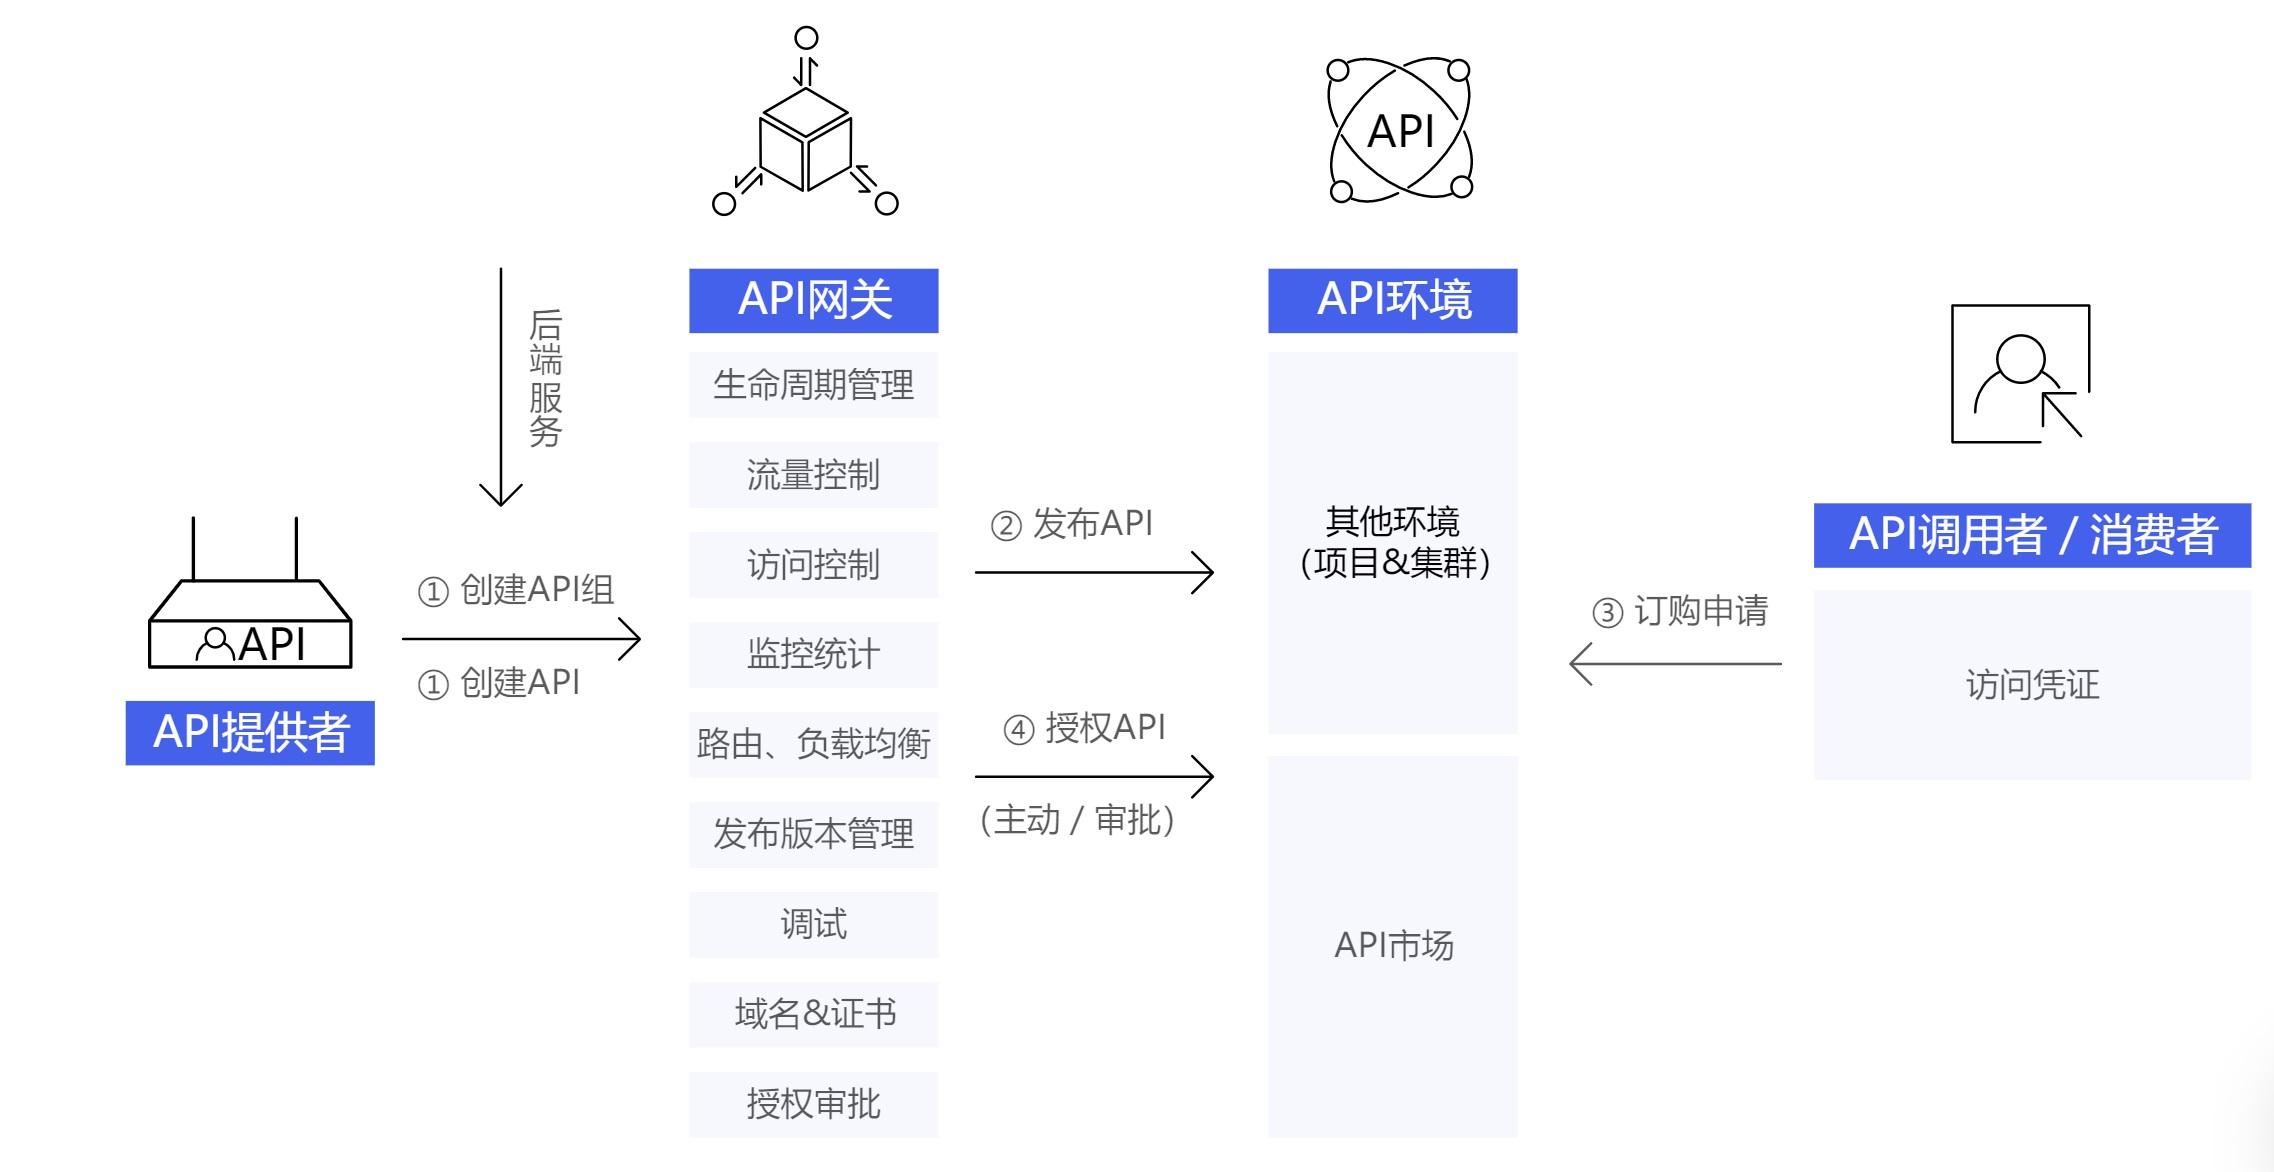 API
API
后端服务
① 创建API组
① 创建API
API提供者
API网关
生命周期管理
流量控制
访问控制
监控统计
路由、负载均衡
发布版本管理
调试
域名&证书
授权审批
② 发布API
④ 授权API
（主动 / 审批）
API环境
其他环境
（项目&集群）
API市场
③ 订购申请
API调用者 / 消费者
访问凭证